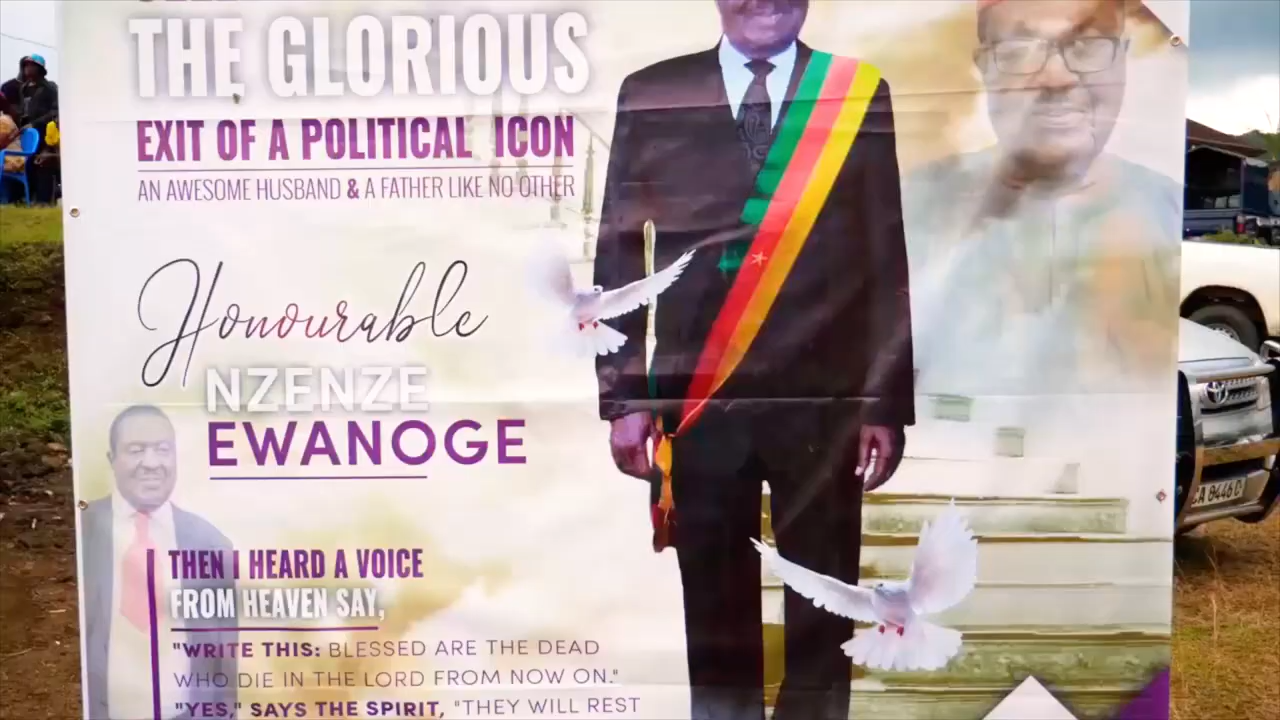 THE GLORIOUS
EXIT OF A POLITICAL ICON
AN AWESOME HUSBAND & A FATHER LIKE NO OTHER
Honourable
NZENZE
EWANOGE
THEN I HEARD A VOICE
FROM HEAVEN SAY,
"WRITE THIS: BLESSED ARE THE DEAD
WHO DIE IN THE LORD FROM NOW ON."
"YES," SAYS THE SPIRIT, "THEY WILL REST